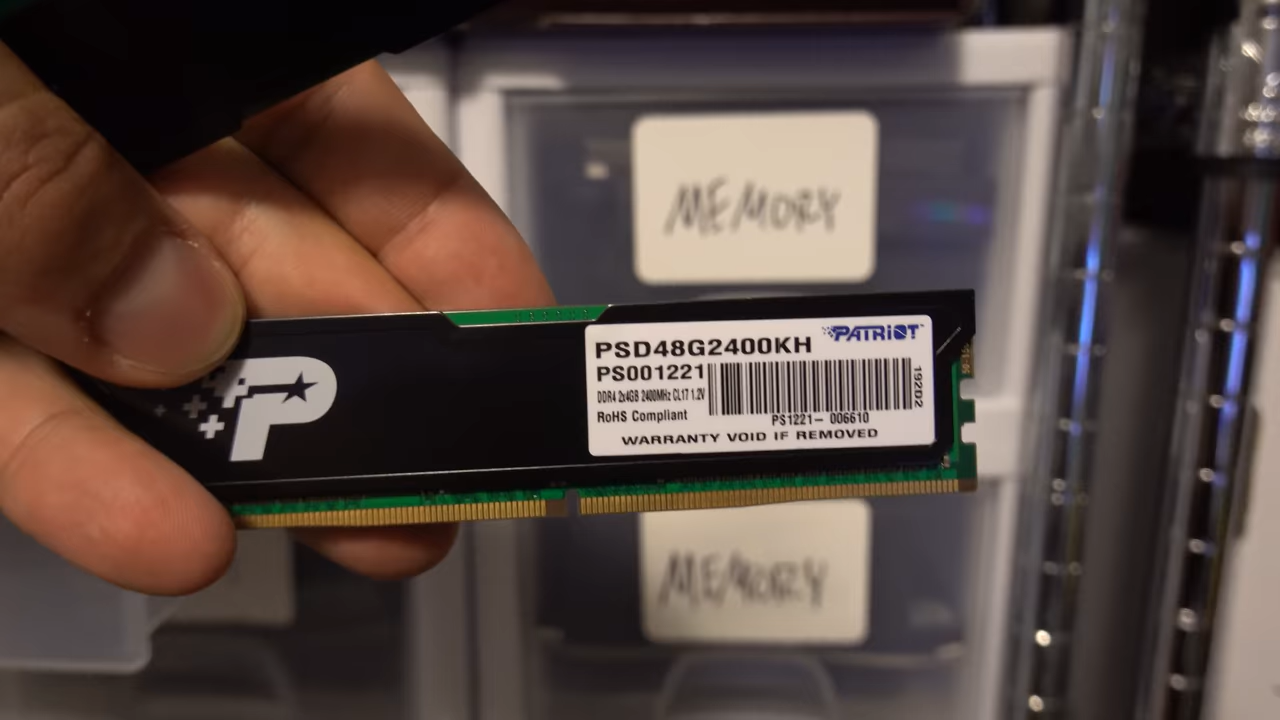 MEMORY
PATRIOT
PSD48G2400KH
PS001221
DDR4 2x4GB 2400MHz CL17 1.2V
RoHS Compliant
192D2
PS1221- 006610
WARRANTY VOID IF REMOVED
MEMORY